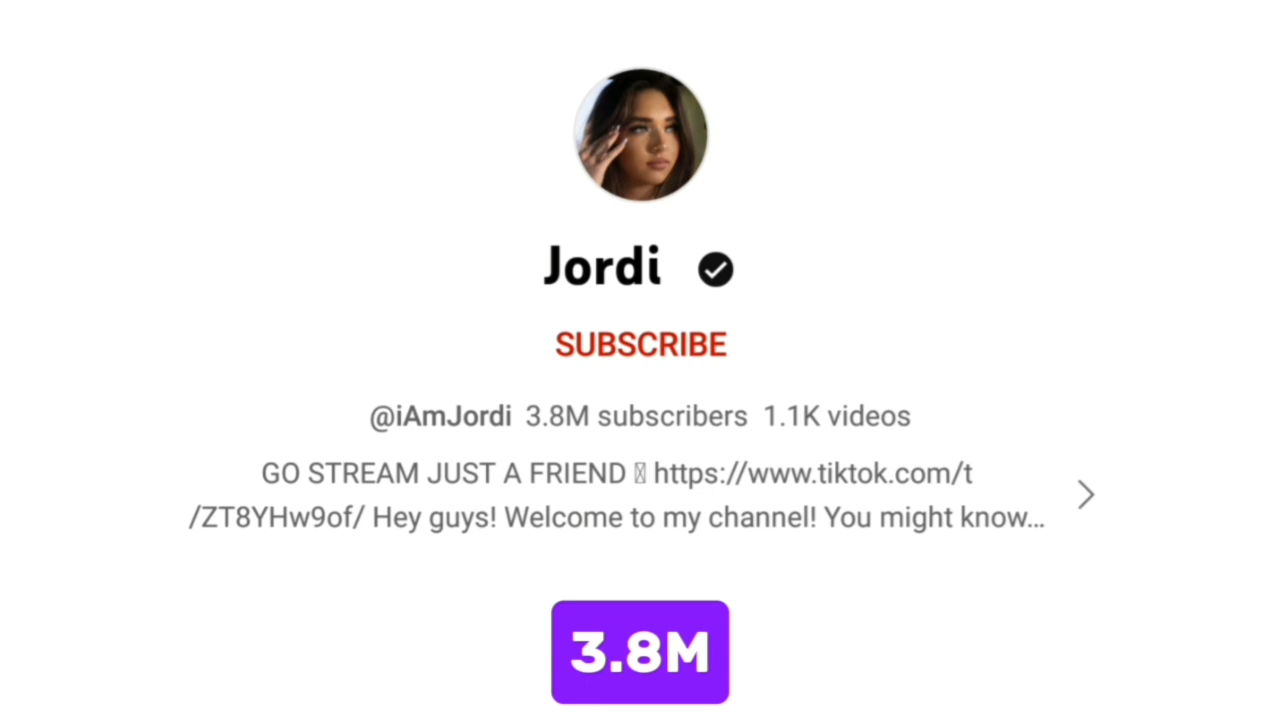 Jordi
SUBSCRIBE
@iAmJordi 3.8M subscribers 1.1K videos
GO STREAM JUST A FRIEND https://www.tiktok.com/t
/ZT8YHw9of/ Hey guys! Welcome to my channel! You might know...
3.8M